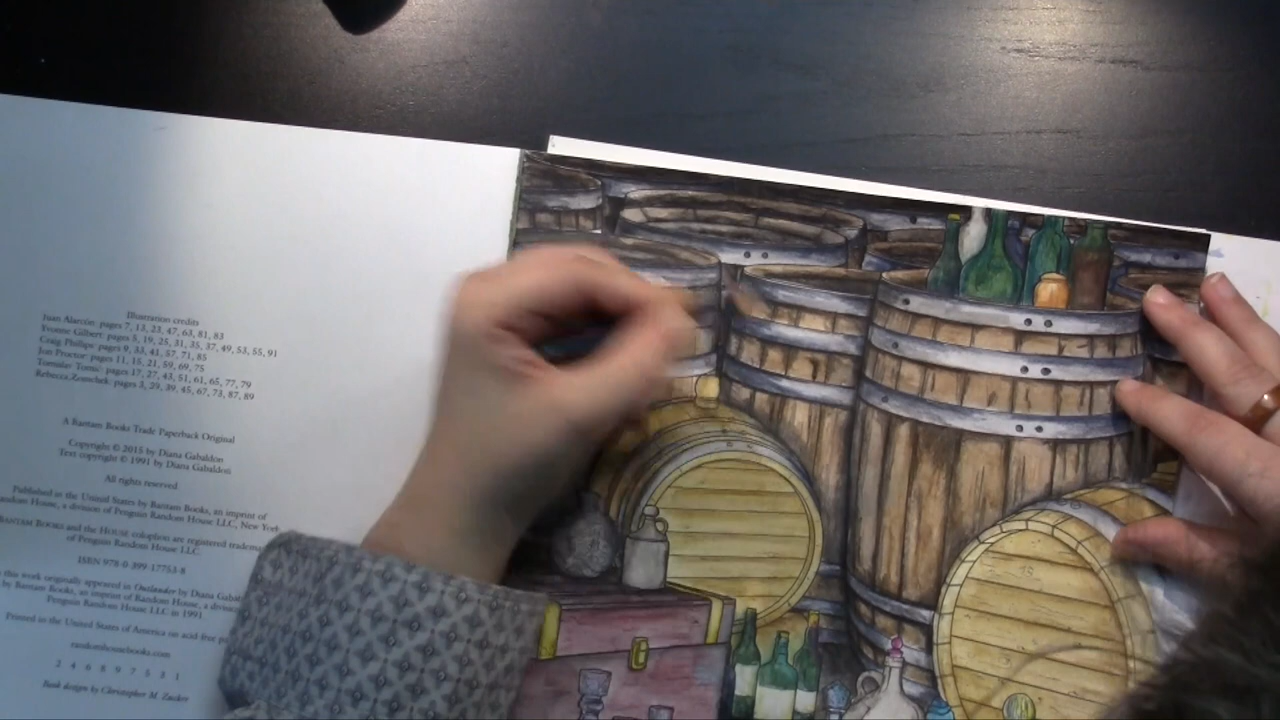 Illustration credits
Juan Alarcón: pages 7, 13, 23, 47, 63, 81, 83
Yvonne Gilbert: pages 5, 19, 25, 31, 35, 37, 49, 53, 55, 91
Craig Phillips: pages 9, 33, 41, 57, 71, 85
Jon Proctor: pages 11, 15, 21, 59, 69, 75
Tomislav Tomić: pages 17, 27, 43, 51, 61, 65, 77, 79
Rebecca Zomchek: pages 3, 29, 39, 45, 67, 73, 87, 89
A Bantam Books Trade Paperback Original
Copyright © 2015 by Diana Gabaldon
Text copyright © 1991 by Diana Gabaldon
All rights reserved.
Published in the United States by Bantam Books, an imprint of
andom House, a division of Penguin Random House LLC, New York
BANTAM BOOKS and the HOUSE colophon are registered tradema
of Penguin Random House LLC.
ISBN 978-0-399-17753-8
this work originally appeared in Outlander by Diana Gabal
by Bantam Books, an imprint of Random House, a divis
Penguin Random House LLC in 1991
Printed in the United States of America on acid-free p
randomhousebooks.com
2 4 6 8 9 7 5 3 1
Book design by Christopher M. Zucker